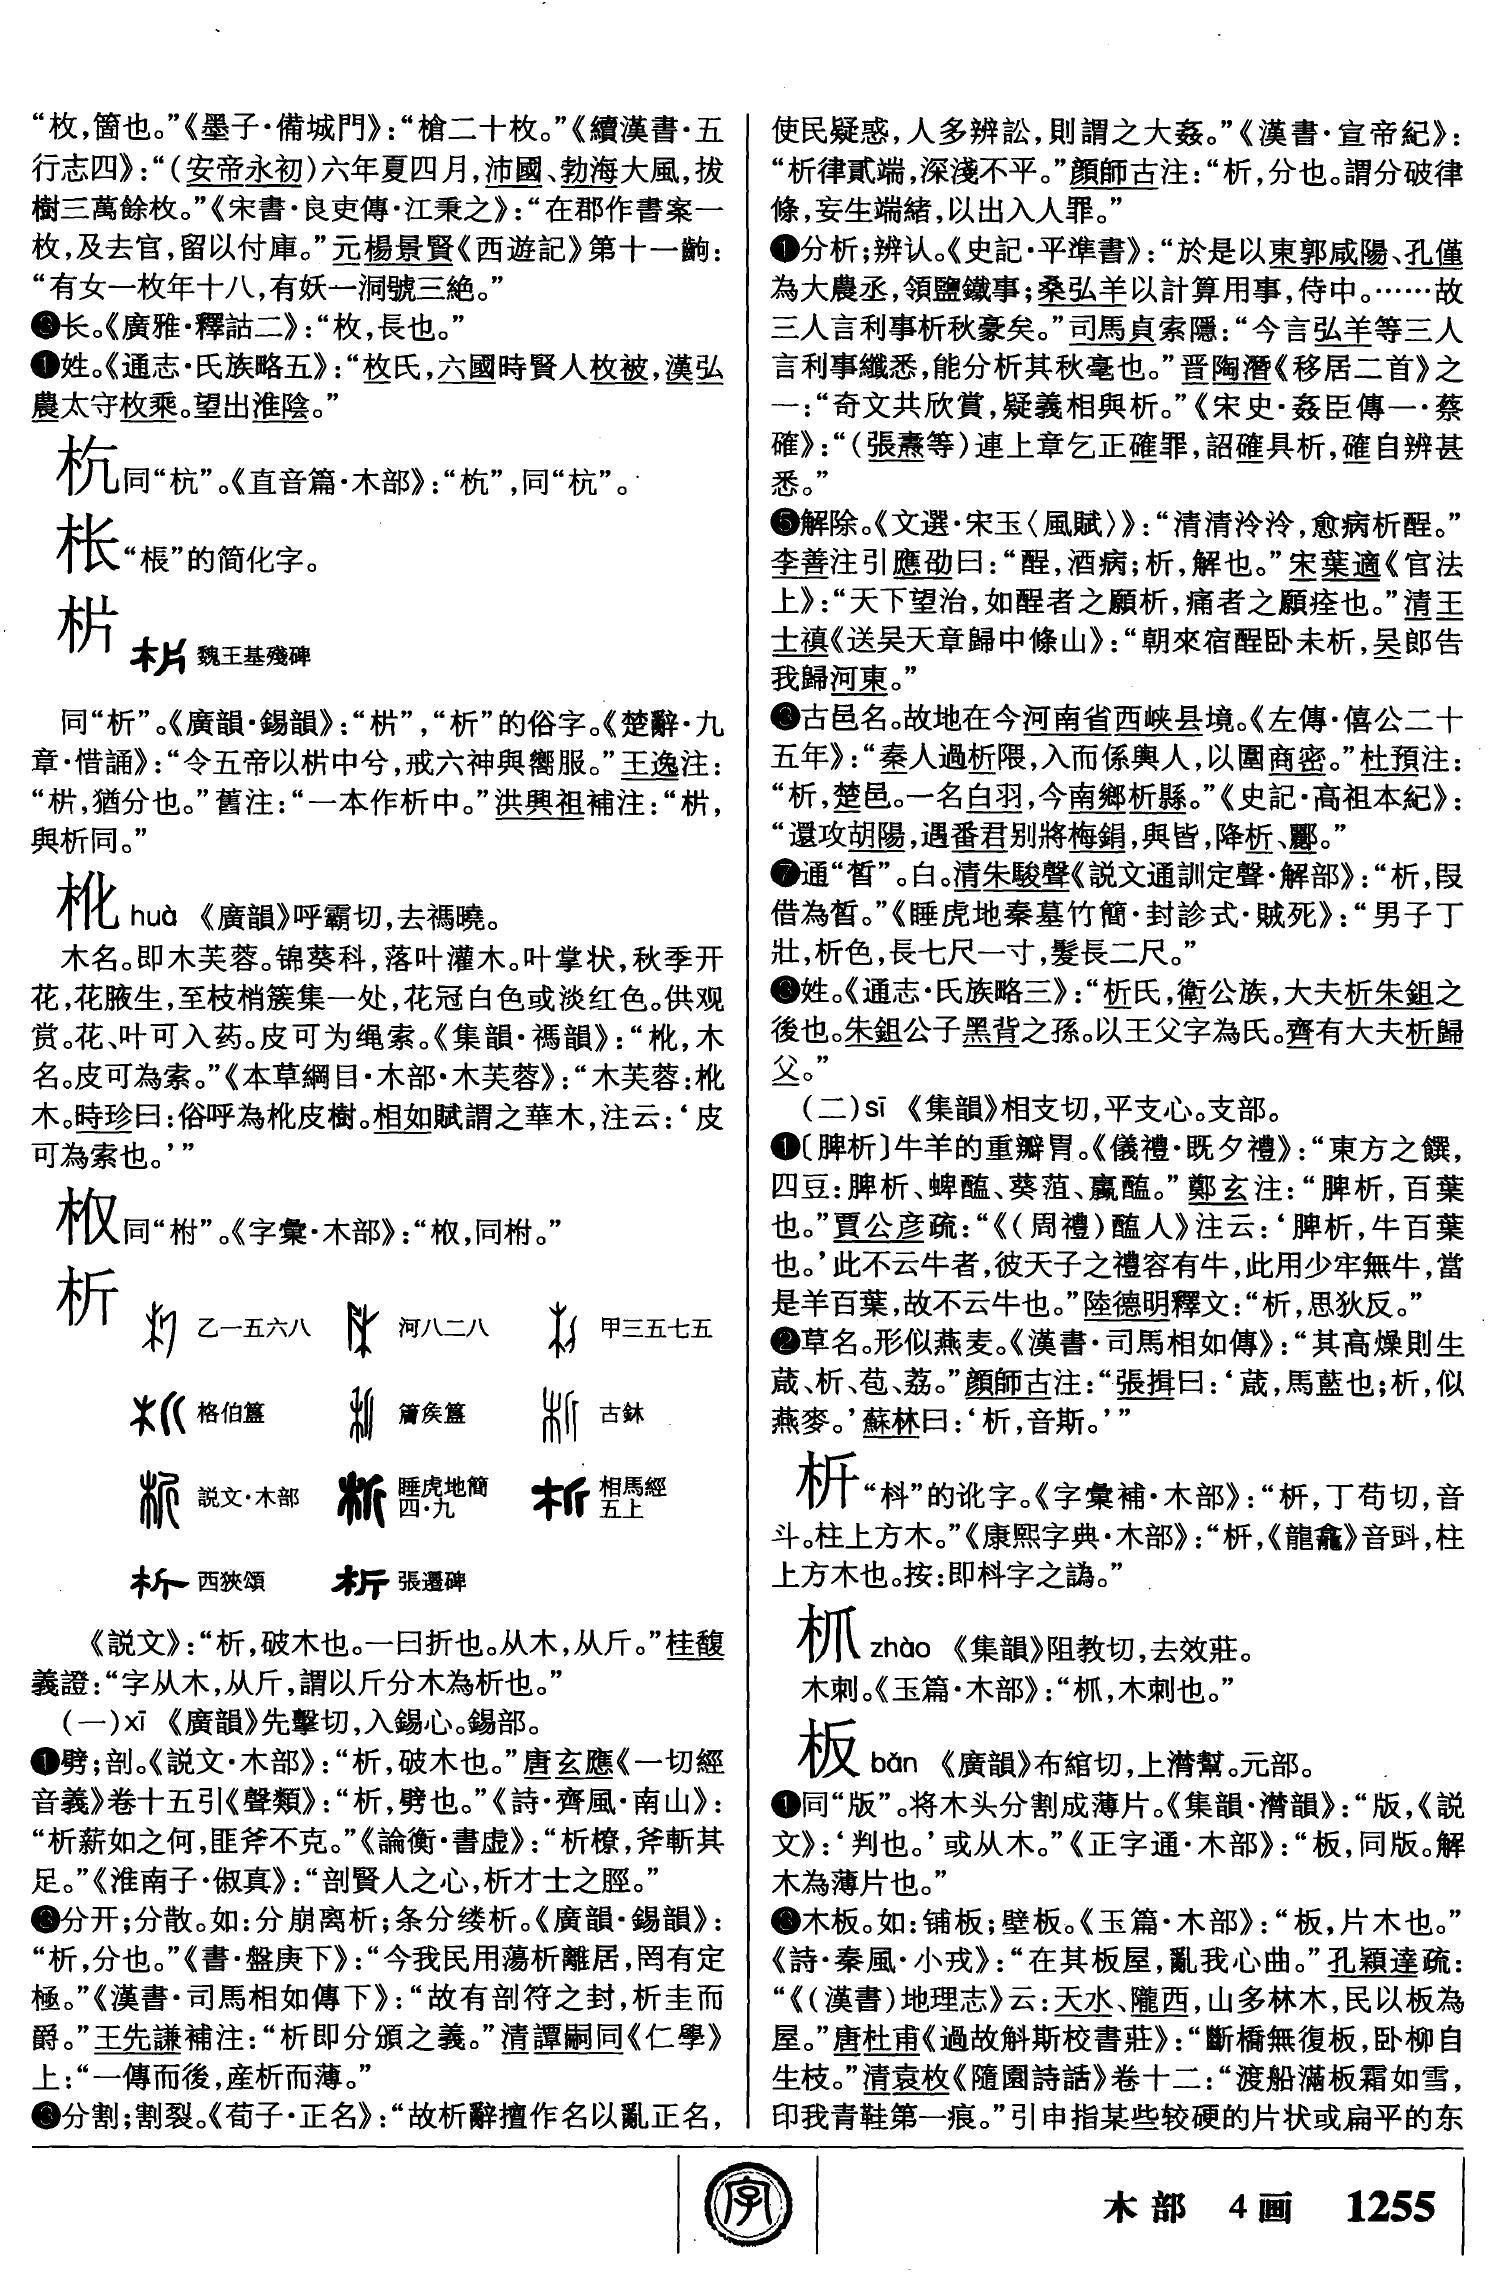 “枚，箇也。”《墨子·備城門》：“槍二十枚。”《續漢書·五
行志四》：“（安帝永初）六年夏四月，沛國、勃海大風，拔
樹三萬餘枚。”《宋書·良吏傳·江秉之》：“在郡作書案一
枚，及去官，留以付庫。”元楊景賢《西遊記》第十一齣：
“有女一枚年十八，有妖一洞號三絶。”
❸长。《廣雅·釋詁二》：“枚，長也。”
姓。《通志·氏族略五》：“枚氏，六國時賢人枚被，漢弘
農太守枚乘。望出淮陰。”
同“杭”。《直音篇·木部》：同“杭”。
枨“棖”的简化字。
枿 魏王基殘碑
同“析”。《廣韻·錫韻》：“析”的俗字。《楚辭·九
章·惜誦》：“令五帝以枿中兮，戒六神與嚮服。”王逸注：
猶分也。”舊注：“一本作析中。”洪興祖補注：
與析同。”
杹 huà 《廣韻》呼霸切，去禡曉。
木名。即木芙蓉。锦葵科，落叶灌木。叶掌状，秋季开
花，花腋生，至枝梢簇集一处，花冠白色或淡红色。供观
赏。花、叶可入药。皮可为绳索。《集韻·禡韻》：“杹，木
名。皮可為索。”《本草綱目·木部·木芙蓉》：“木芙蓉：杹
木。時珍曰：俗呼為杹皮樹。相如賦謂之華木，注云：‘皮
可為索也。’”
同“柎”。《字彙·木部》：同柎。”
析
乙一五六八 河八二八 甲三五七五
格伯簋 簫侯簋 古鉥
説文·木部 睡虎地簡四·九 相馬經五上
西狹頌 張遷碑
《説文》：“析，破木也。一曰折也。从木，从斤。”桂馥
義證：“字从木，从斤，謂以斤分木為析也。”
（一）xī 《廣韻》先擊切，入錫心。錫部。
❶劈；剖。《説文·木部》：“析，破木也。”唐玄應《一切經
音義》卷十五引《聲類》：“析，劈也。”《詩·齊風·南山》：
“析薪如之何，匪斧不克。”《論衡·書虚》：“析橑，斧斬其
足。”《淮南子·俶真》：“剖賢人之心，析才士之脛。”
❷分开；分散。如：分崩离析；条分缕析。《廣韻·錫韻》：
“析，分也。”《書·盤庚下》：“今我民用蕩析離居，罔有定
極。”《漢書·司馬相如傳下》：“故有剖符之封，析圭而
爵。”王先謙補注：“析即分頒之義。”清譚嗣同《仁學》
上：“一傳而後，産析而薄。”
❸分割；割裂。《荀子·正名》：“故析辭擅作名以亂正名，
使民疑惑，人多辨訟，則謂之大姦。”《漢書·宣帝紀》：
“析律貳端，深淺不平。”顔師古注：“析，分也。謂分破律
條，妄生端緒，以出入人罪。”
分析；辨认。《史記·平準書》：“於是以東郭咸陽、孔僅
為大農丞，領鹽鐵事；桑弘羊以計算用事，侍中。……故
三人言利事析秋豪矣。”司馬貞索隱：“今言弘羊等三人
言利事纖悉，能分析其秋毫也。”晋陶潛《移居二首》之
一：“奇文共欣賞，疑義相與析。”《宋史·姦臣傳一·蔡
確》：“（張燾等）連上章乞正確罪，詔確具析，確自辨甚
悉。”
❺解除。《文選·宋玉〈風賦〉》：“清清泠泠，愈病析酲。”
李善注引應劭曰：“酲，酒病；析，解也。”宋葉適《官法
上》：“天下望治，如酲者之願析，痛者之願痊也。”清王
士禛《送吴天章歸中條山》：“朝來宿酲卧未析，吴郎告
我歸河東。”
古邑名。故地在今河南省西峡县境。《左傳·僖公二十
五年》：“秦人過析隈，入而係輿人，以圍商密。”杜預注：
“析，楚邑。一名白羽，今南鄉析縣。”《史記·高祖本紀》：
“還攻胡陽，遇番君别將梅鋗，與皆，降析、酈。”
❼通“晳”。白。清朱駿聲《説文通訓定聲·解部》：“析，叚
借為晳。”《睡虎地秦墓竹簡·封診式·賊死》：“男子丁
壯，析色，長七尺一寸，髮長二尺。”
姓。《通志·氏族略三》：“析氏，衛公族，大夫析朱鉏之
後也。朱鉏公子黑背之孫。以王父字為氏。齊有大夫析歸
父。”
（二）sī 《集韻》相支切，平支心。支部。
❶〔脾析〕牛羊的重瓣胃。《儀禮·既夕禮》：“東方之饌，
四豆：脾析、蜱醢、葵菹、蠃醢。”鄭玄注：“脾析，百葉
也。”賈公彦疏：“《（周禮）醢人》注云：‘脾析，牛百葉
也。’此不云牛者，彼天子之禮容有牛，此用少牢無牛，當
是羊百葉，故不云牛也。”陸德明釋文：“析，思狄反。”
❷草名。形似燕麦。《漢書·司馬相如傳》：“其高燥則生
葴、析、苞、荔。”顔師古注：“張揖曰：‘葴，馬藍也；析，似
燕麥。’蘇林曰：‘析，音斯。’”
枅“枓”的讹字。《字彙補·木部》：丁苟切，音
斗。柱上方木。”《康熙字典·木部》：《龍龕》音㪷，柱
上方木也。按：即枓字之譌。”
抓 zhào 《集韻》阻教切，去效莊。
木刺。《玉篇·木部》：木刺也。”
板 bǎn 《廣韻》布綰切，上潸幫。元部。
❶同“版”。将木头分割成薄片。《集韻·潸韻》：“版，《説
文》：‘判也。’或从木。”《正字通·木部》：“板，同版。解
木為薄片也。”
❷木板。如：铺板；壁板。《玉篇·木部》：“板，片木也。”
《詩·秦風·小戎》：“在其板屋，亂我心曲。”孔穎達疏：
“《（漢書）地理志》云：天水、隴西，山多林木，民以板為
屋。”唐杜甫《過故斛斯校書莊》：“斷橋無復板，卧柳自
生枝。”清袁枚《隨園詩話》卷十二：“渡船滿板霜如雪，
印我青鞋第一痕。”引申指某些较硬的片状或扁平的东
字
木部 4画 1255